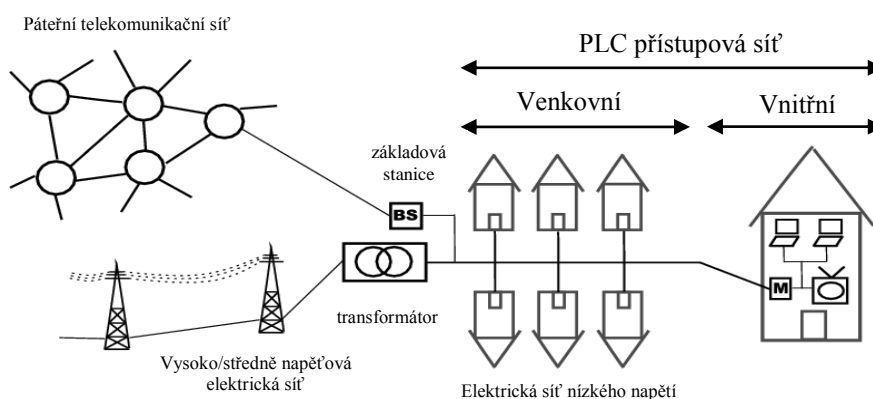 Páteřní telekomunikační síť
PLC přístupová síť
Venkovní
Vnitřní
základová
stanice
BS
M
transformátor
Vysoko/středně napěťová
elektrická síť
Elektrická síť nízkého napětí